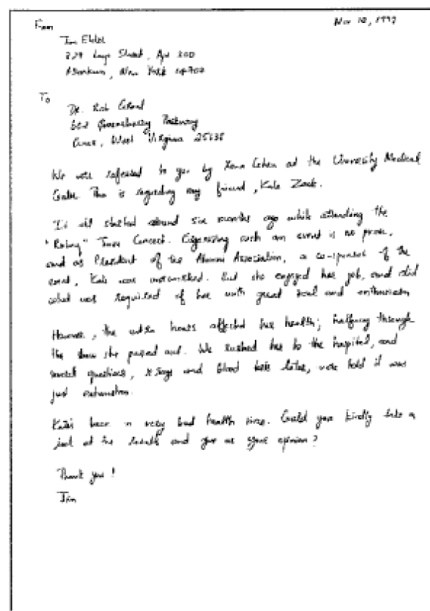 From
Nov 10, 1999
Jim Elder
829 Loop Street, Apt 300
Allentown, New York 14707
To
Dr. Bob Grant
602 Queensberry Parkway
Omar, West Virginia 25638
We were referred to you by Xena Cohen at the University Medical
Center. This is regarding my friend, Kate Zack.
It all started around six months ago while attending the
"Rubeq" Jazz Concert. Organizing such an event is no picnic,
and as President of the Alumni Association, a co-sponsor of the
event, Kate was overworked. But she enjoyed her job, and did
what was required of her with great zeal and enthusiasm.
However, the extra hours affected her health; halfway through
the show she passed out. We rushed her to the hospital, and
several questions, x-rays and blood tests later, were told it was
just exhaustion.
Kate's been in very bad health since. Could you kindly take a
look at the results and give us your opinion?
Thank you!
Jim